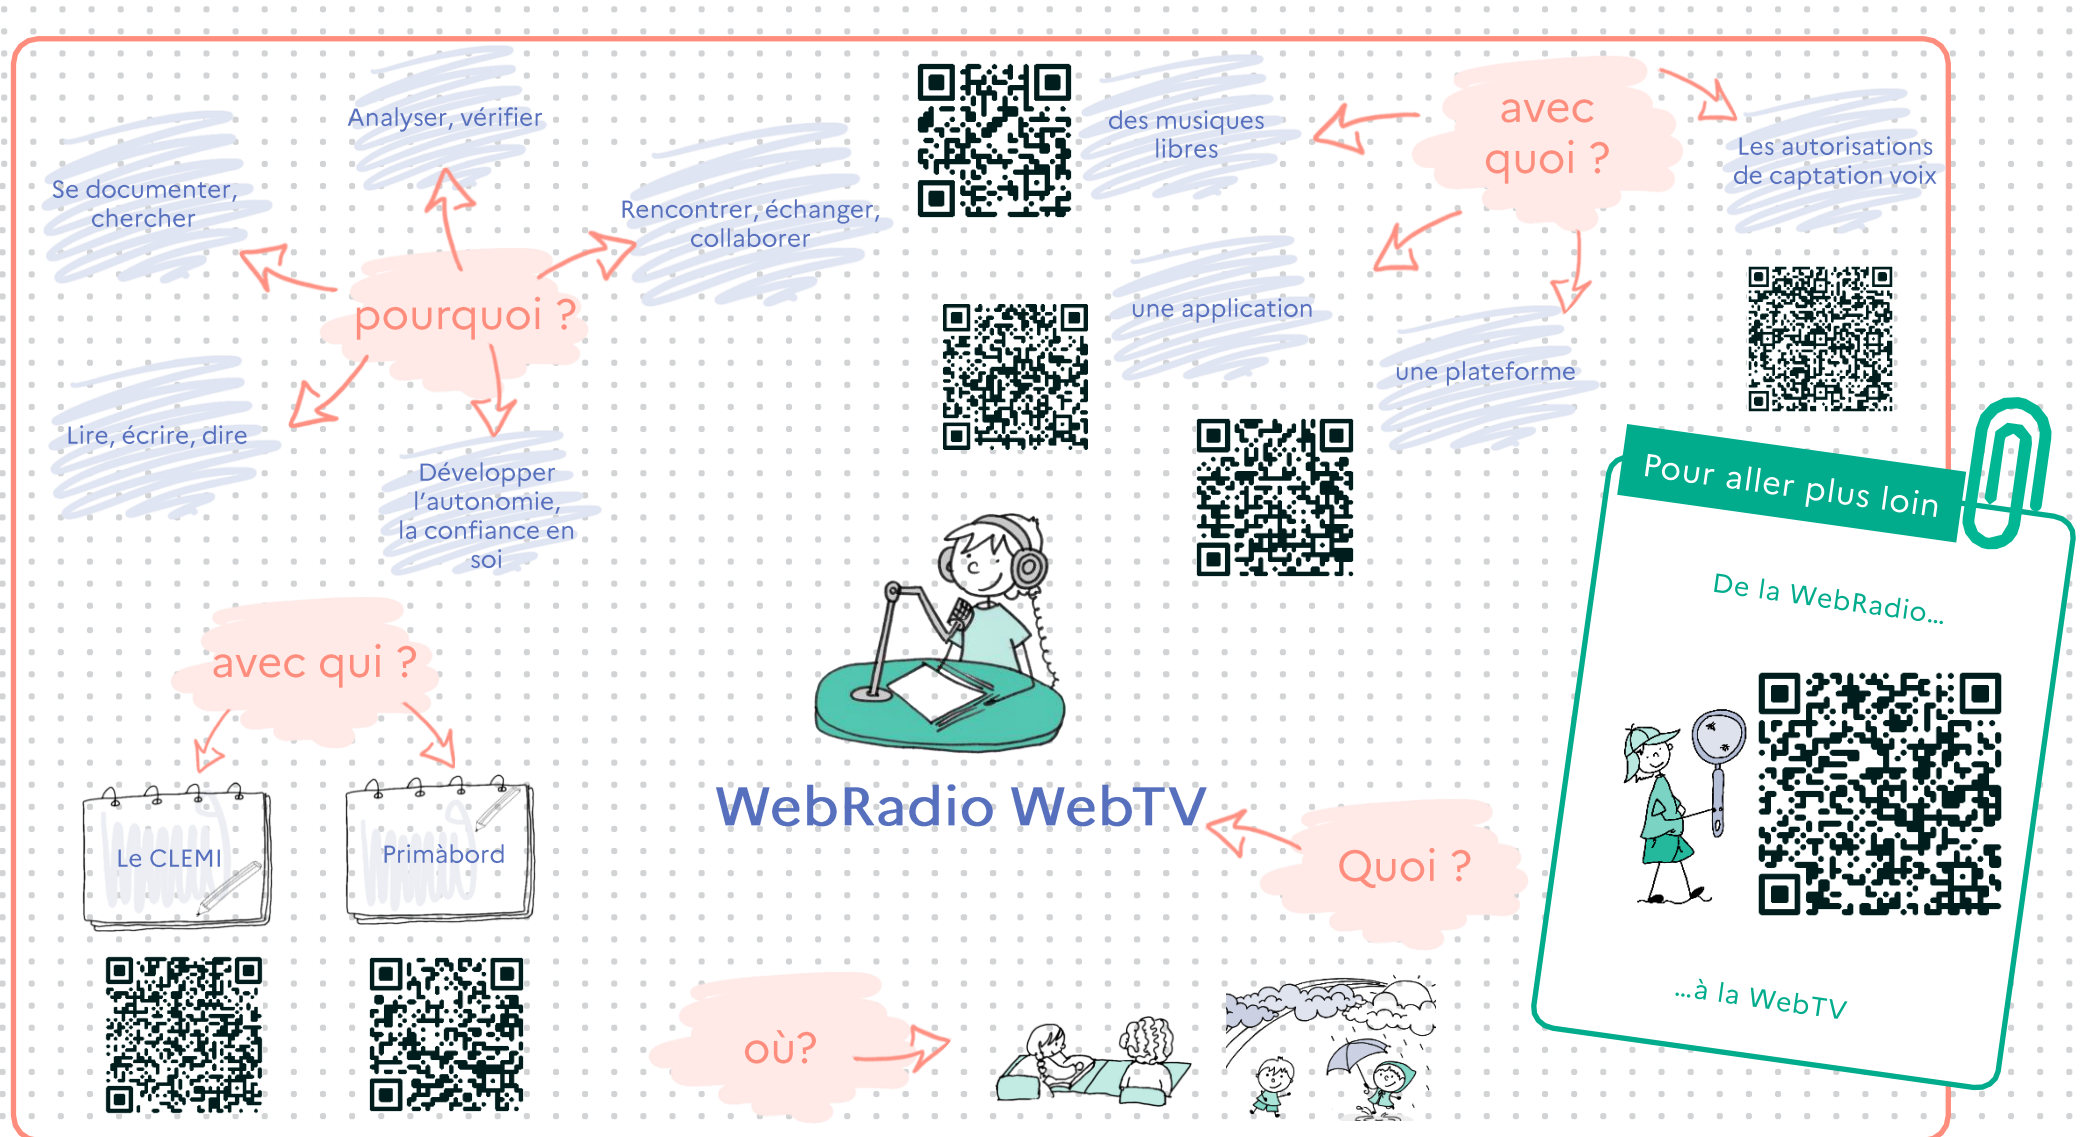 Analyser, vérifier
Se documenter,
chercher
Rencontrer, échanger,
collaborer
pourquoi ?
Lire, écrire, dire
Développer
l'autonomie,
la confiance en
soi
des musiques
libres
avec
quoi ?
Les autorisations
de captation voix
une application
une plateforme
avec qui ?
Le CLEMI
Primàbord
WebRadio WebTV
Quoi ?
où?
Pour aller plus loin
De la WebRadio...
...à la WebTV